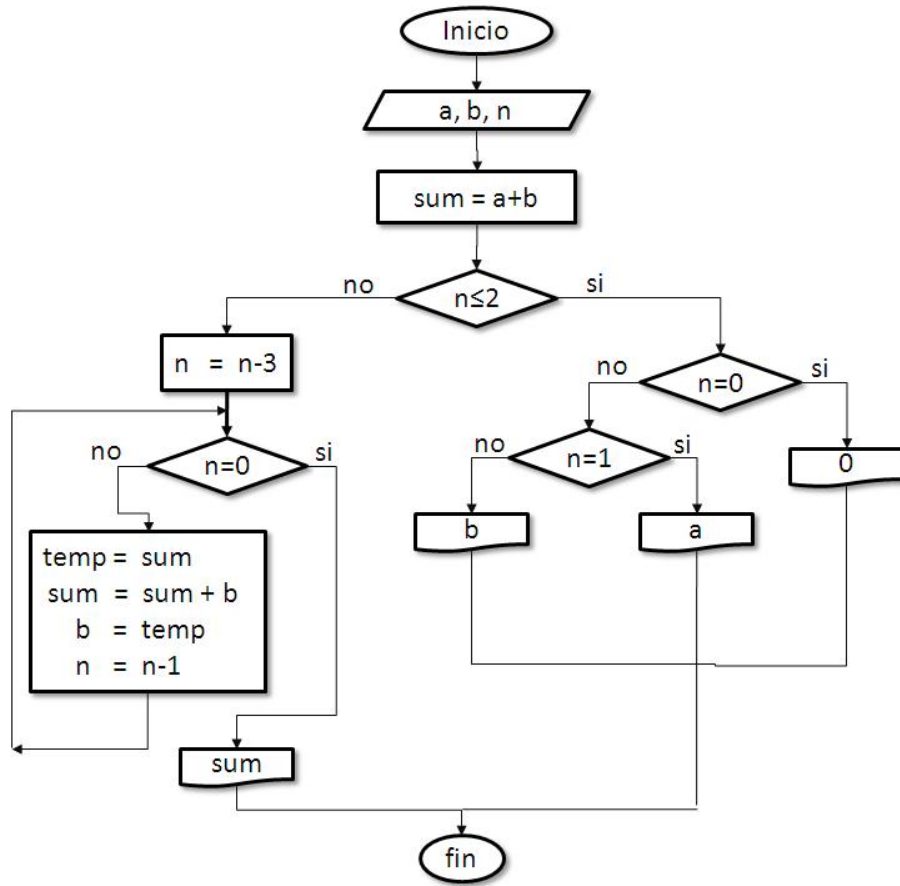 Inicio
a, b, n
sum = a+b
no
n≤2
si
n = n-3
no
n=0
si
no
n=0
si
no
n=1
si
0
b
a
temp = sum
sum = sum + b
b = temp
n = n-1
sum
fin